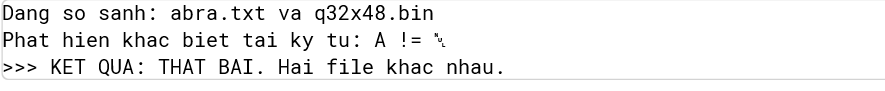 Dang so sanh: abra.txt va q32x48.bin
Phat hien khac biet tai ky tu: A != ␀
>>> KET QUA: THAT BAI. Hai file khac nhau.